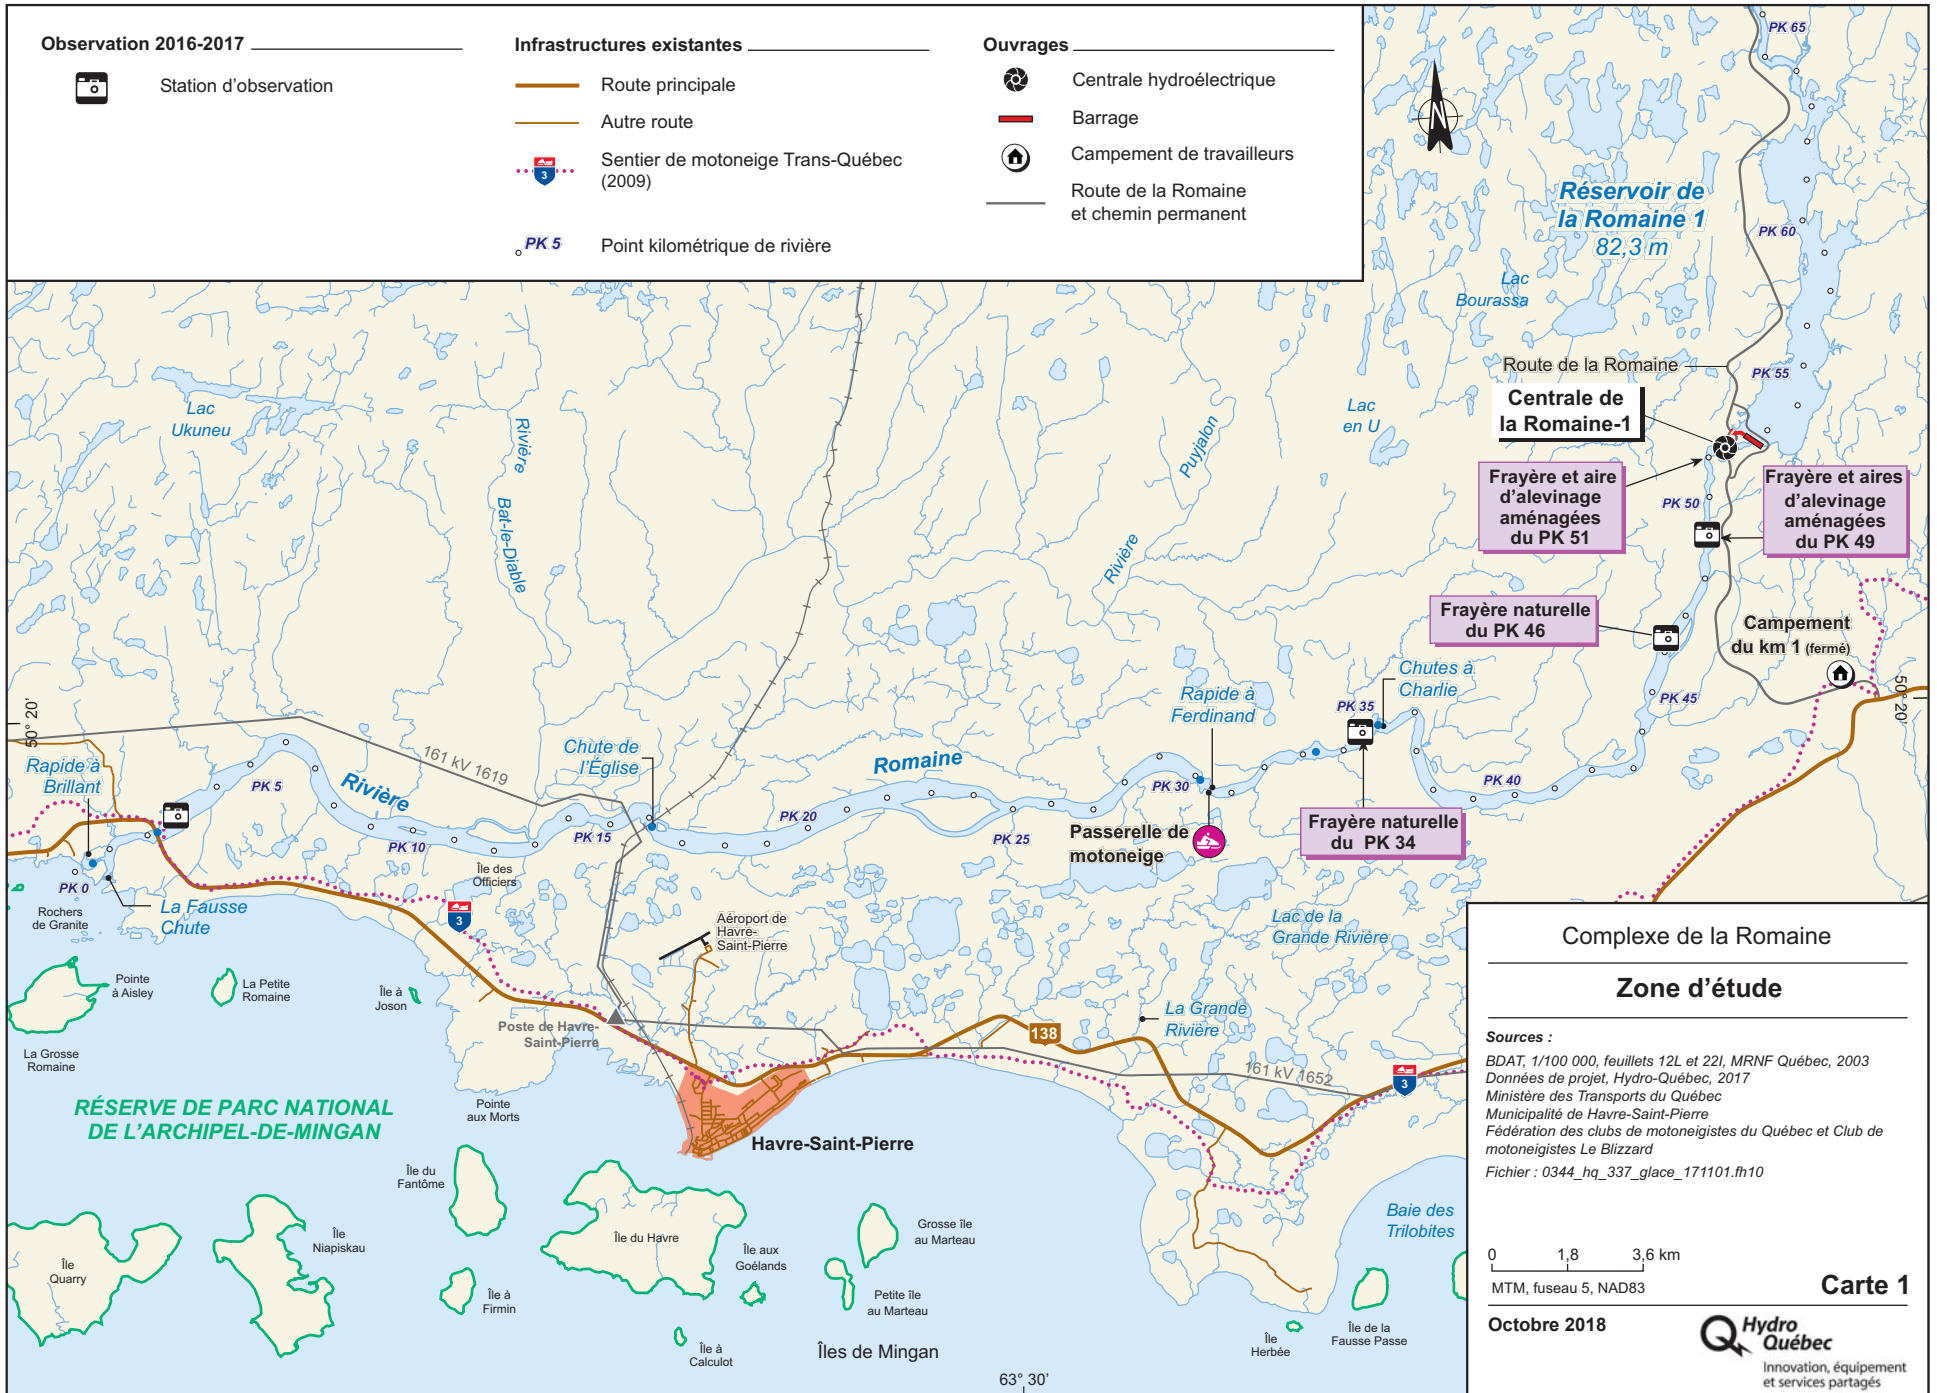 Observation 2016-2017
Station d'observation
Infrastructures existantes
Route principale
Autre route
3
Sentier de motoneige Trans-Québec
(2009)
PK 5
Point kilométrique de rivière
Ouvrages
Centrale hydroélectrique
Barrage
Campement de travailleurs
Route de la Romaine
et chemin permanent
N
PK 65
Réservoir de
la Romaine 1
82,3 m
PK 60
Lac
Bourassa
Route de la Romaine
PK 55
Centrale de
la Romaine-1
Lac
en U
Lac
Ukuneu
Rivière
Bat-le-Diable
Puyjalon
Rivière
Frayère et aire
d'alevinage
aménagées
du PK 51
PK 50
Frayère et aires
d'alevinage
aménagées
du PK 49
Frayère naturelle
du PK 46
Campement
du km 1 (fermé)
Chutes à
Charlie
Rapide à
Ferdinand
PK 35
PK 45
50° 20'
50° 20'
161 kV 1619
Chute de
l'Église
Romaine
Rapide à
Brillant
PK 5
Rivière
PK 30
PK 40
PK 20
PK 15
PK 10
PK 25
Passerelle de
motoneige
Frayère naturelle
du PK 34
PK 0
Île des
Officiers
La Fausse
Chute
Rochers
de Granite
3
Aéroport de
Havre-
Saint-Pierre
Lac de la
Grande Rivière
Pointe
à Aisley
La Petite
Romaine
Île à
Joson
Poste de Havre-
Saint-Pierre
La Grande
Rivière
138
La Grosse
Romaine
161 kV 1652
3
RÉSERVE DE PARC NATIONAL
DE L'ARCHIPEL-DE-MINGAN
Pointe
aux Morts
Havre-Saint-Pierre
Île du
Fantôme
Île
Niapiskau
Île
Quarry
Île du Havre
Île aux
Goélands
Grosse île
au Marteau
Baie des
Trilobites
Île à
Firmin
Petite île
au Marteau
Île à
Calculot
Îles de Mingan
Île
Herbée
Île de la
Fausse Passe
63° 30'
Complexe de la Romaine
Zone d'étude
Sources :
BDAT, 1/100 000, feuillets 12L et 22I, MRNF Québec, 2003
Données de projet, Hydro-Québec, 2017
Ministère des Transports du Québec
Municipalité de Havre-Saint-Pierre
Fédération des clubs de motoneigistes du Québec et Club de
motoneigistes Le Blizzard
Fichier : 0344_hq_337_glace_171101.fh10
0 1,8 3,6 km
MTM, fuseau 5, NAD83
Carte 1
Octobre 2018
Hydro
Québec
Innovation, équipement
et services partagés